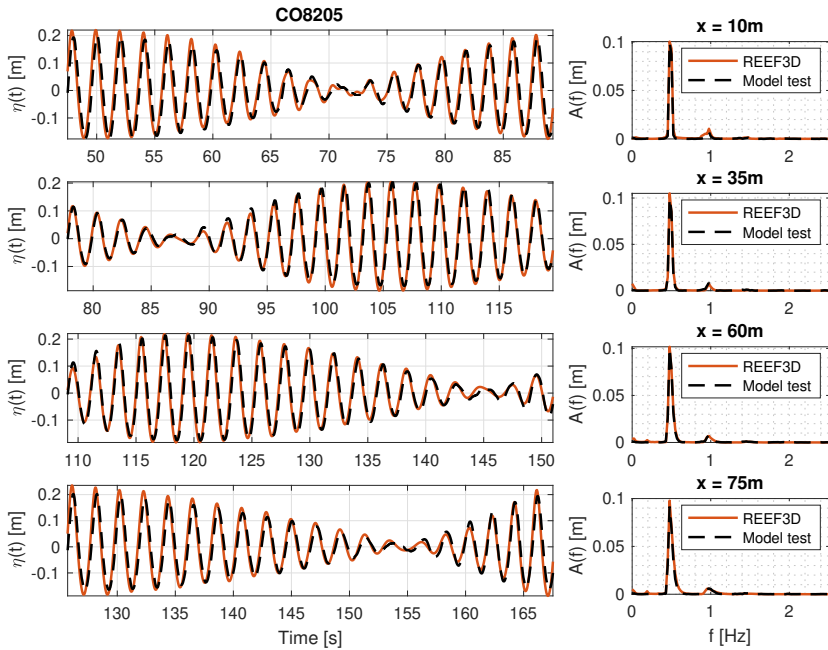 CO8205
η(t) [m]
0.2
0.1
0
-0.1
50 55 60 65 70 75 80 85
x = 10m
A(f) [m]
0.1
0.05
0
REEF3D
Model test
0 1 2
η(t) [m]
0.2
0.1
0
-0.1
80 85 90 95 100 105 110 115
x = 35m
A(f) [m]
0.1
0.05
0
REEF3D
Model test
0 1 2
η(t) [m]
0.2
0.1
0
-0.1
110 115 120 125 130 135 140 145 150
x = 60m
A(f) [m]
0.1
0.05
0
REEF3D
Model test
0 1 2
η(t) [m]
0.2
0.1
0
-0.1
130 135 140 145 150 155 160 165
Time [s]
x = 75m
A(f) [m]
0.1
0.05
0
REEF3D
Model test
0 1 2
f [Hz]